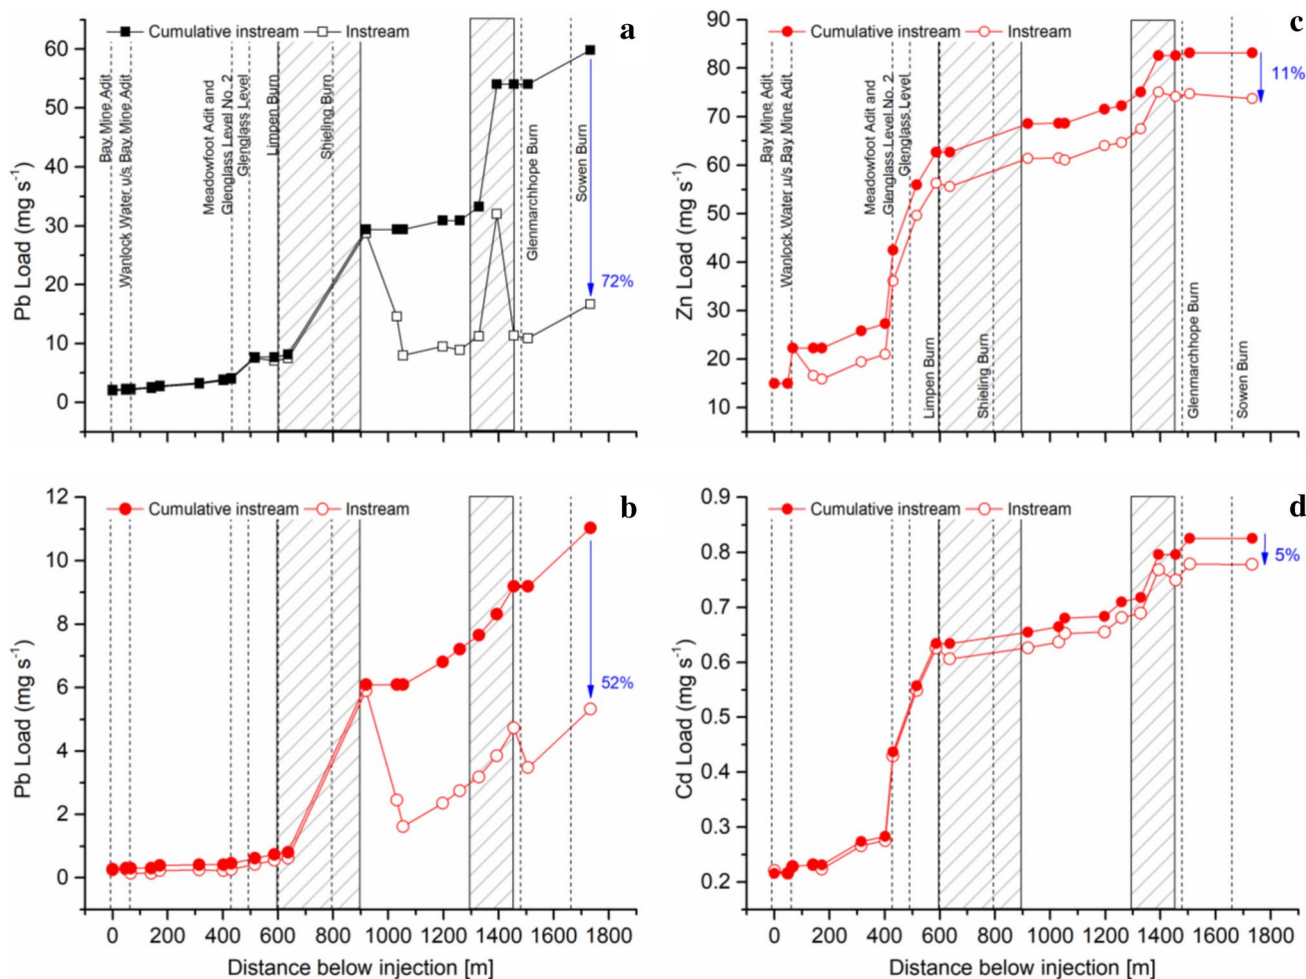 a
Cumulative instream
Instream
Pb Load (mg s⁻¹)
60
50
40
30
20
10
0
Bay Mine Adit
Wanlock Water u/s Bay Mine Adit
Meadowfoot Adit and
Glenglass Level No. 2
Glenglass Level
Limpen Burn
Shieling Burn
Glenmarchhope Burn
Sowen Burn
72%
c
Cumulative instream
Instream
Zn Load (mg s⁻¹)
90
80
70
60
50
40
30
20
10
Bay Mine Adit
Wanlock Water u/s Bay Mine Adit
Meadowfoot Adit and
Glenglass Level No. 2
Glenglass Level
Limpen Burn
Shieling Burn
Glenmarchhope Burn
Sowen Burn
11%
b
Cumulative instream
Instream
Pb Load [mg s⁻¹)
12
10
8
6
4
2
0
52%
0 200 400 600 800 1000 1200 1400 1600 1800
Distance below injection [m]
d
Cumulative instream
Instream
Cd Load (mg s⁻¹)
0.9
0.8
0.7
0.6
0.5
0.4
0.3
0.2
5%
0 200 400 600 800 1000 1200 1400 1600 1800
Distance below injection [m]